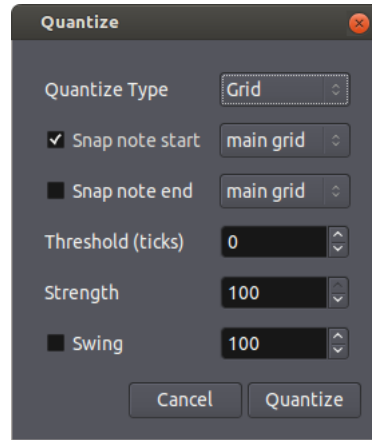 Quantize
Quantize Type Grid
Snap note start main grid
Snap note end main grid
Threshold (ticks) 0
Strength 100
Swing 100
Cancel Quantize